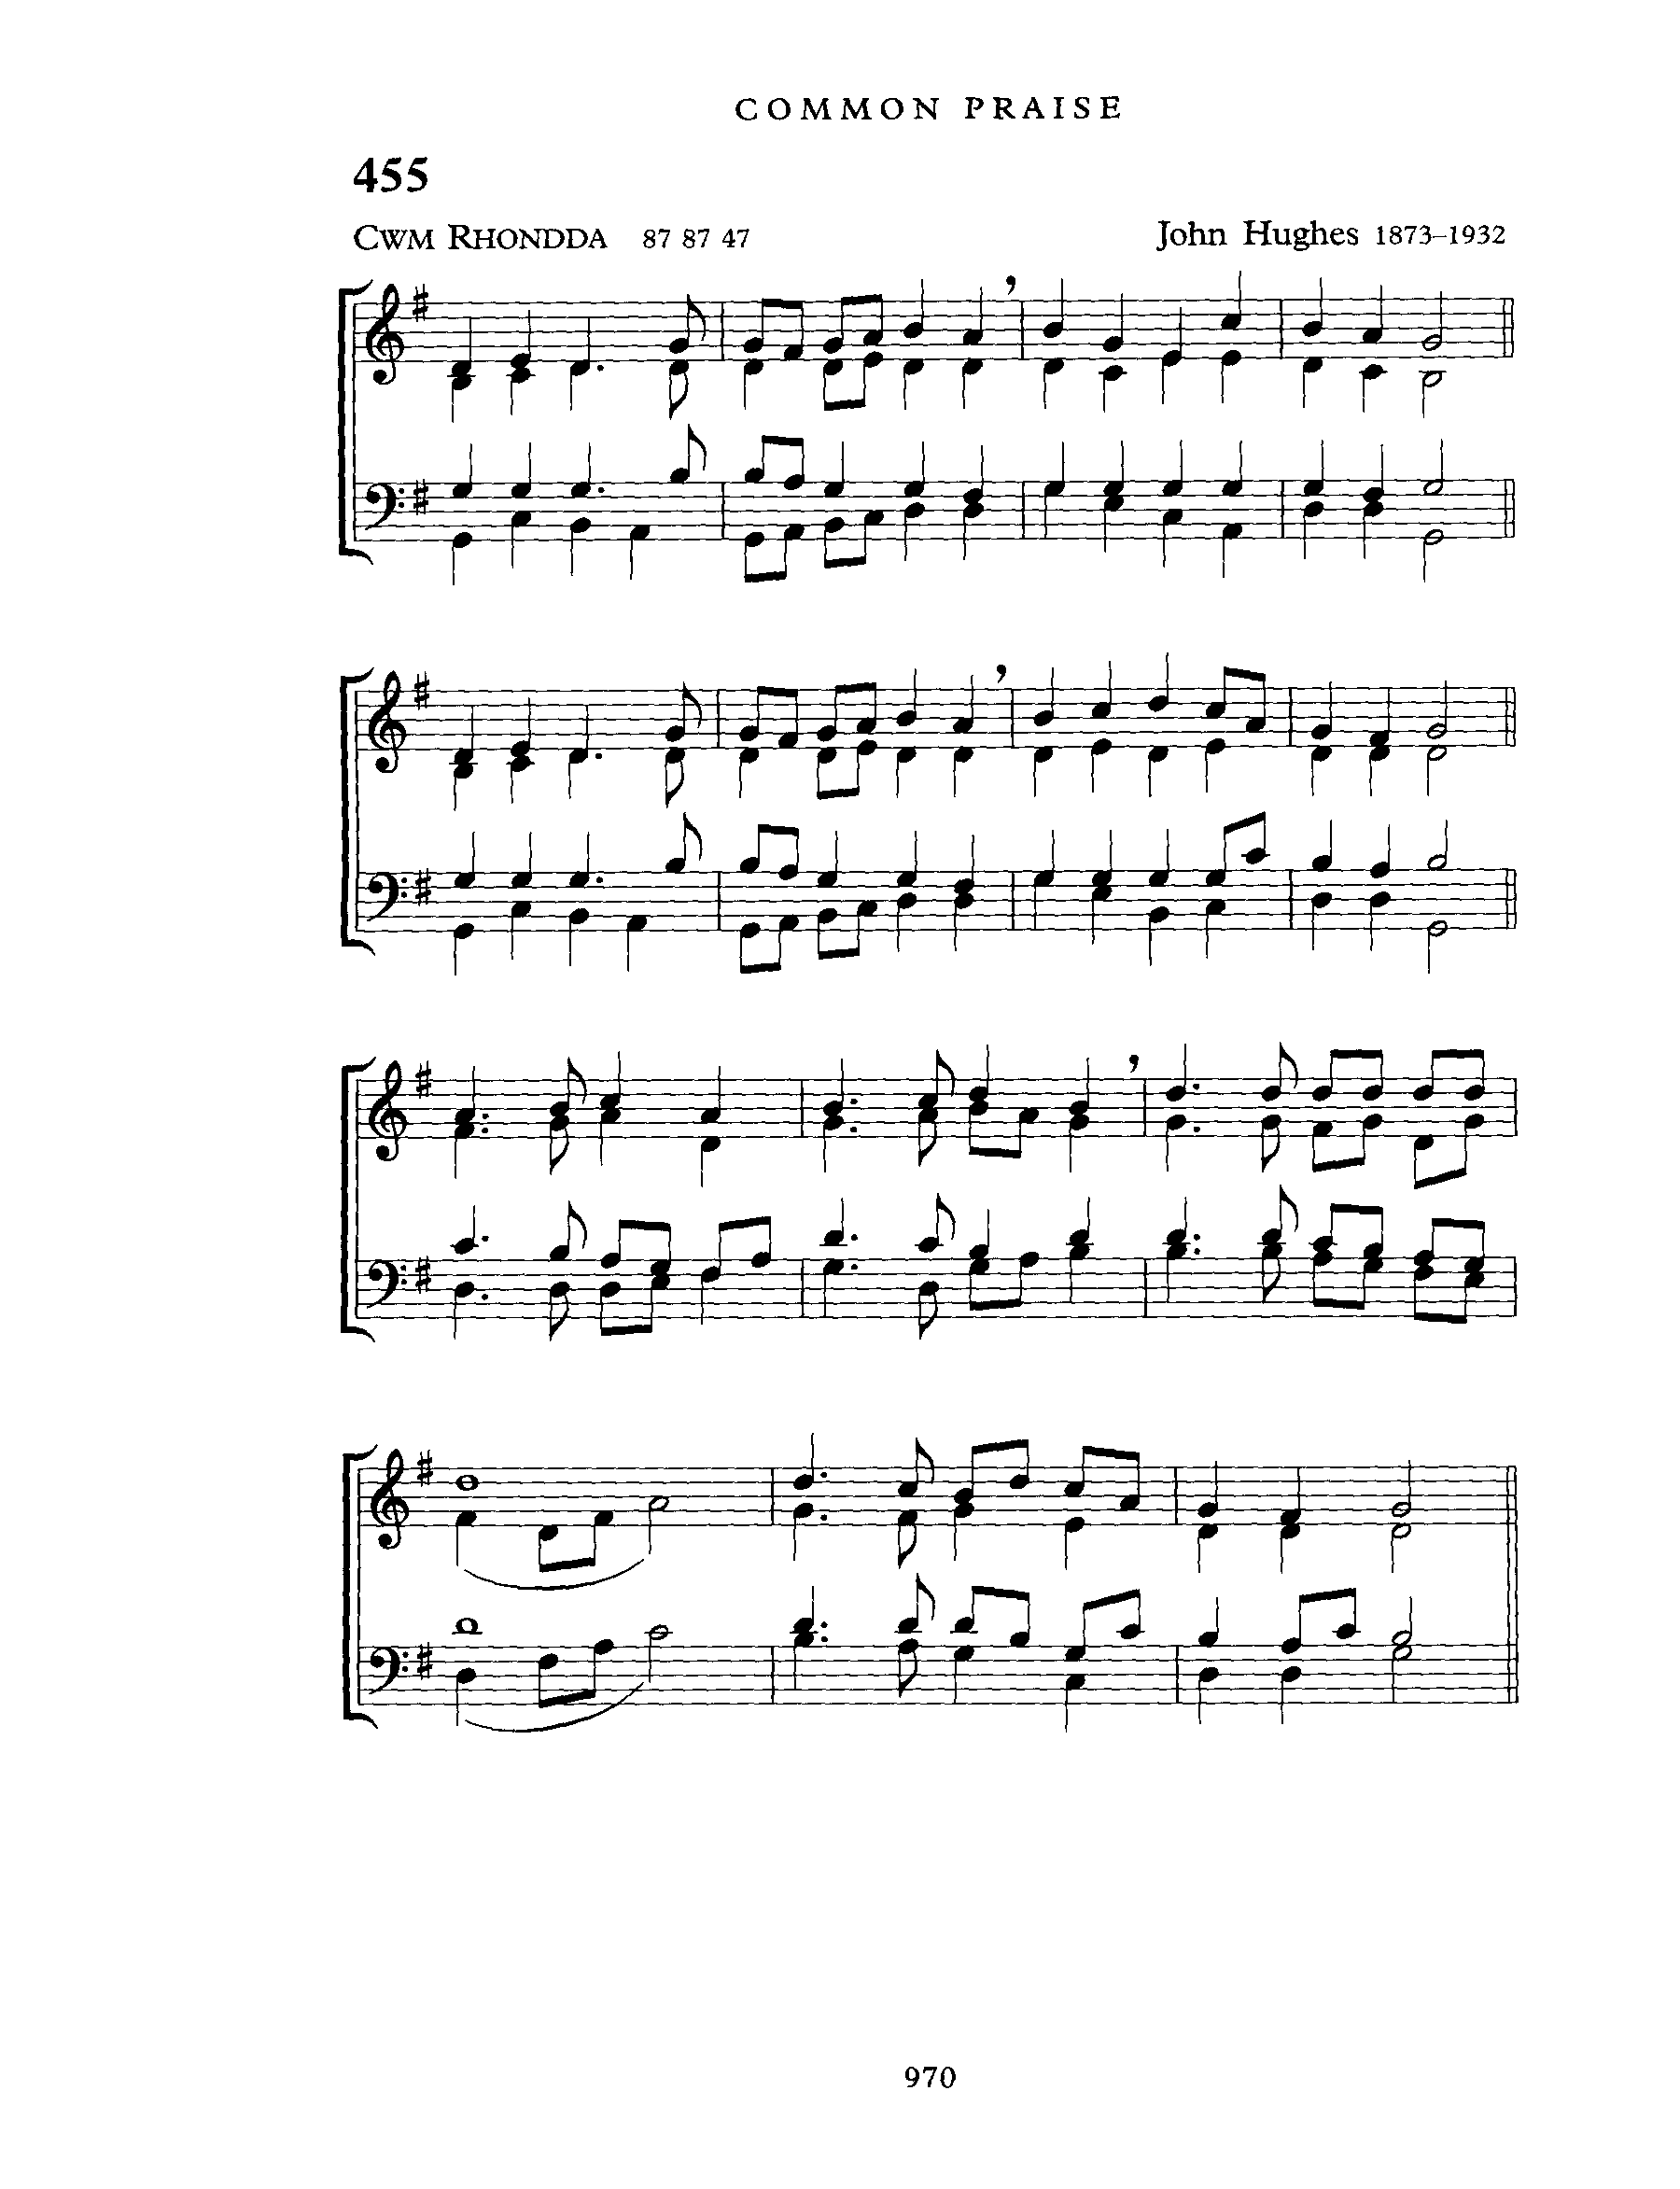 COMMON PRAISE
455
CWM RHONDDA 87 87 47 John Hughes 1873–1932
970